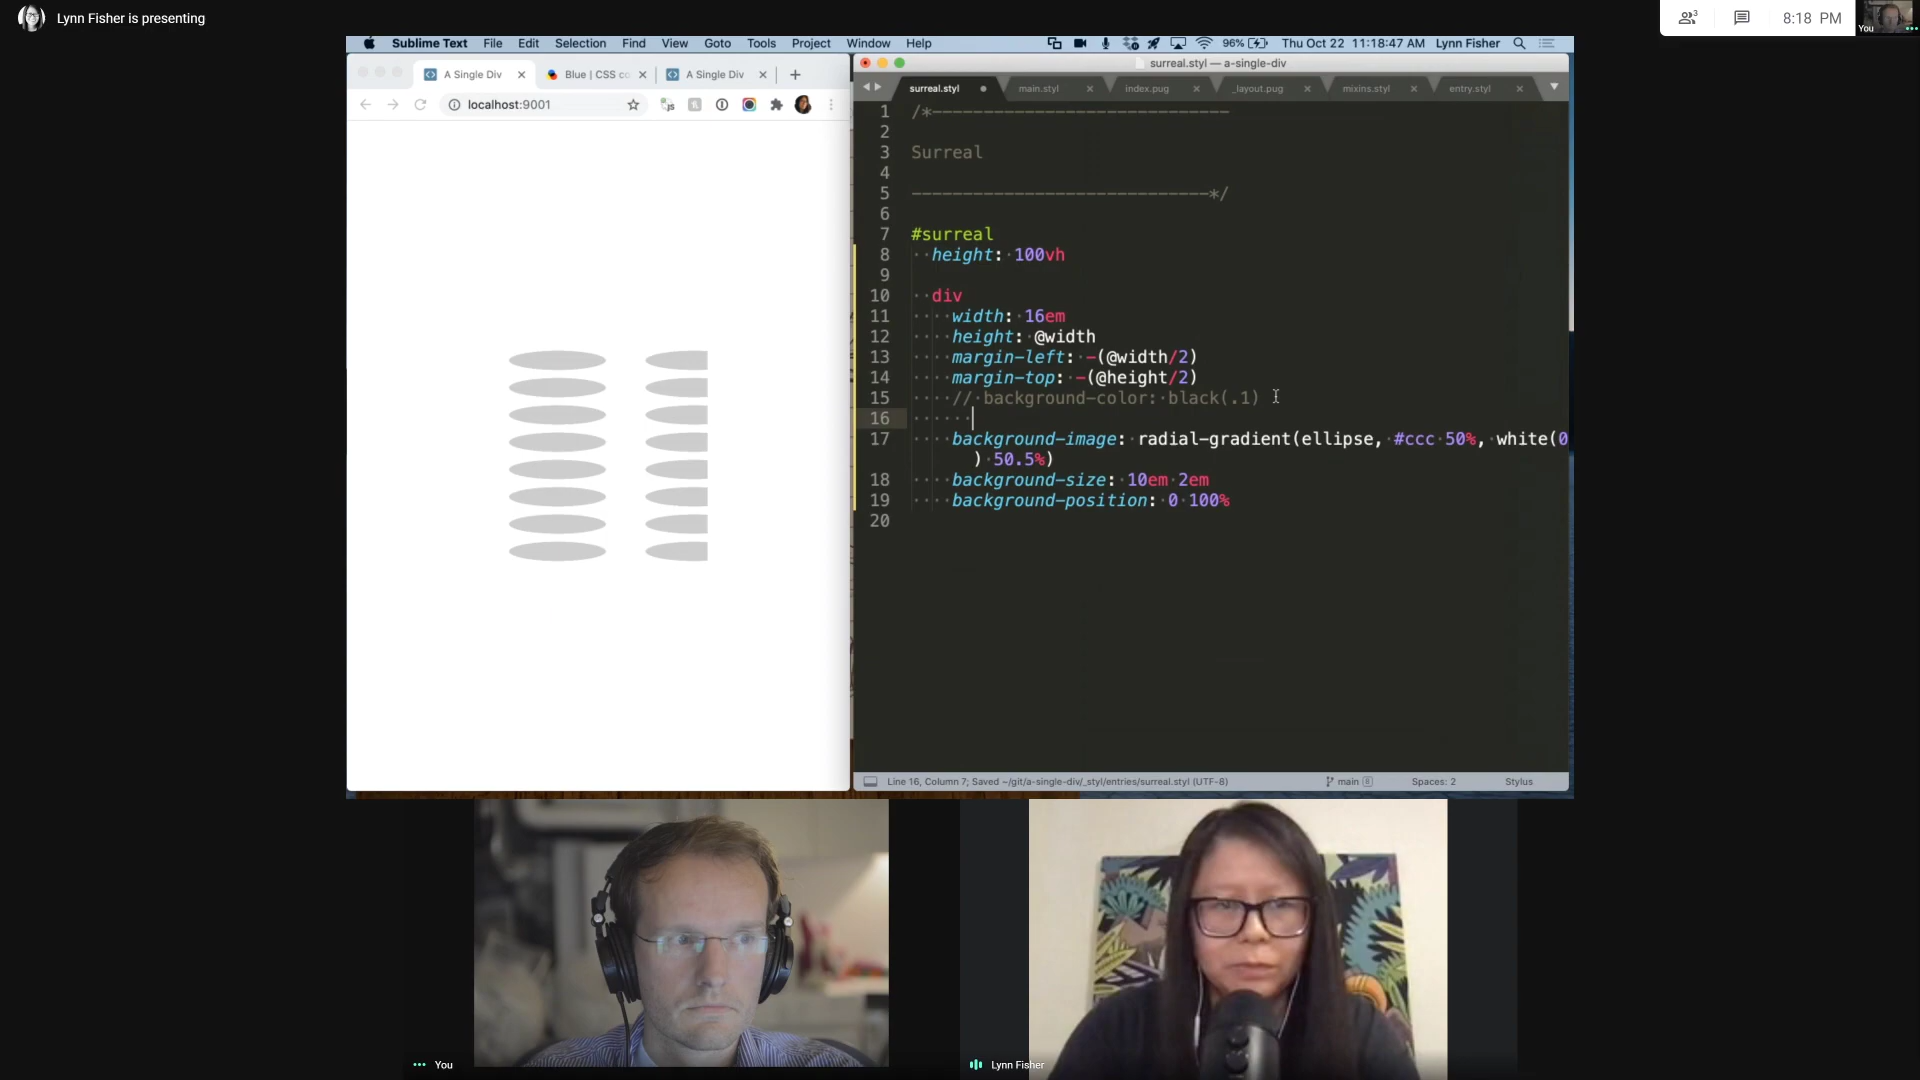 Lynn Fisher is presenting
3
8:18 PM
You
Sublime Text File Edit Selection Find View Goto Tools Project Window Help
96% Thu Oct 22 11:18:47 AM Lynn Fisher
A Single Div
Blue | CSS co
A Single Div
localhost:9001
surreal.styl — a-single-div
surreal.styl main.styl index.pug _layout.pug mixins.styl entry.styl
1 /*-----------------------------
2
3 Surreal
4
5 -----------------------------*/
6
7 #surreal
8 height: 100vh
9
10 div
11 width: 16em
12 height: @width
13 margin-left: -(@width/2)
14 margin-top: -(@height/2)
15 // background-color: black(.1)
16
17 background-image: radial-gradient(ellipse, #ccc 50%, white(0
) 50.5%)
18 background-size: 10em 2em
19 background-position: 0 100%
20
Line 16, Column 7; Saved ~/git/a-single-div/_styl/entries/surreal.styl (UTF-8) main 8 Spaces: 2 Stylus
You
Lynn Fisher